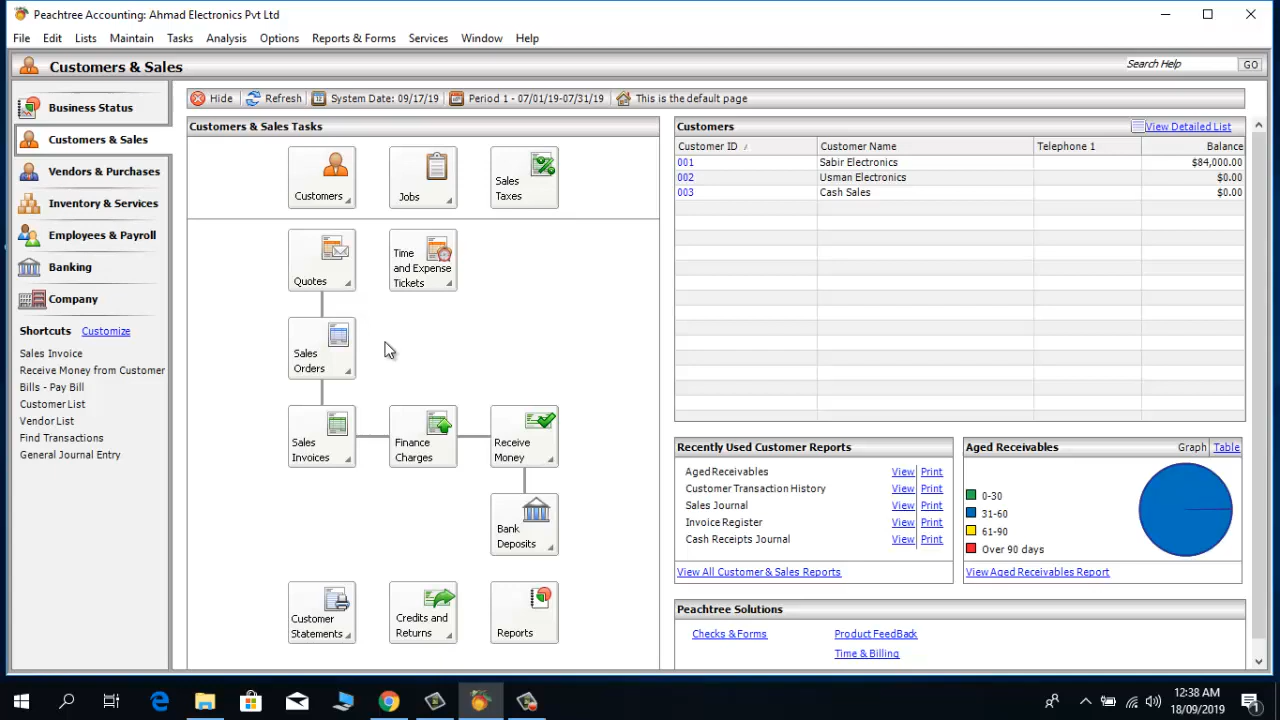 Peachtree Accounting: Ahmad Electronics Pvt Ltd
File Edit Lists Maintain Tasks Analysis Options Reports & Forms Services Window Help
Customers & Sales
Search Help GO
Business Status
Customers & Sales
Vendors & Purchases
Inventory & Services
Employees & Payroll
Banking
Company
Shortcuts Customize
Sales Invoice
Receive Money from Customer
Bills - Pay Bill
Customer List
Vendor List
Find Transactions
General Journal Entry
Hide Refresh System Date: 09/17/19 Period 1 - 07/01/19-07/31/19 This is the default page
Customers & Sales Tasks
Customers
Jobs
Sales
Taxes
Quotes
Time
and Expense
Tickets
Sales
Orders
Sales
Invoices
Finance
Charges
Receive
Money
Bank
Deposits
Customer
Statements
Credits and
Returns
Reports
Customers View Detailed List
Customer ID / Customer Name Telephone 1 Balance
001 Sabir Electronics $84,000.00
002 Usman Electronics $0.00
003 Cash Sales $0.00
Recently Used Customer Reports
Aged Receivables View Print
Customer Transaction History View Print
Sales Journal View Print
Invoice Register View Print
Cash Receipts Journal View Print
View All Customer & Sales Reports
Aged Receivables Graph Table
0-30
31-60
61-90
Over 90 days
View Aged Receivables Report
Peachtree Solutions
Checks & Forms Product FeedBack
Time & Billing
12:38 AM
18/09/2019
1